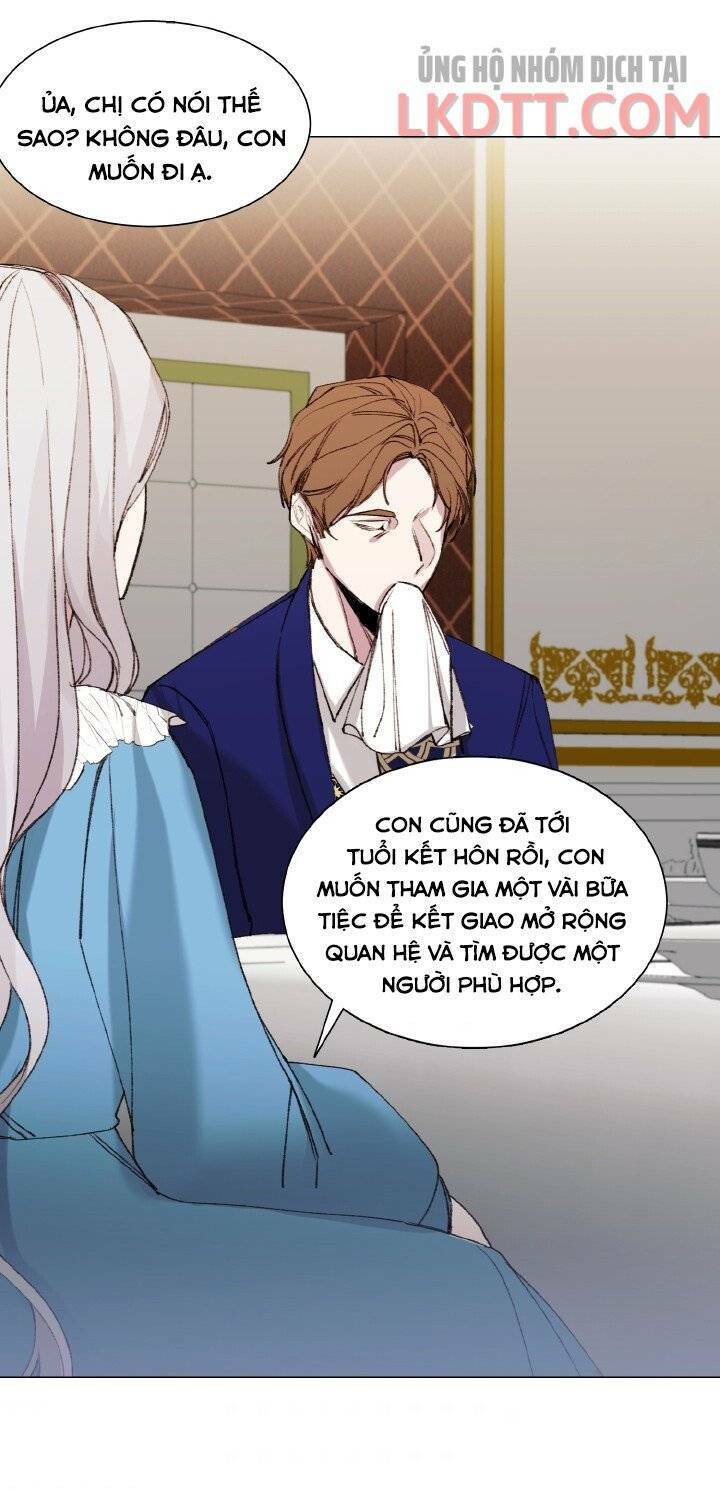 ỦNG HỘ NHÓM DỊCH TẠI
LKDTT.COM
ỦA, CHỊ CÓ NÓI THẾ
SAO? KHÔNG ĐÂU, CON
MUỐN ĐI Ạ.
CON CŨNG ĐÃ TỚI
TUỔI KẾT HÔN RỒI, CON
MUỐN THAM GIA MỘT VÀI BỮA
TIỆC ĐỂ KẾT GIAO MỞ RỘNG
QUAN HỆ VÀ TÌM ĐƯỢC MỘT
NGƯỜI PHÙ HỢP.